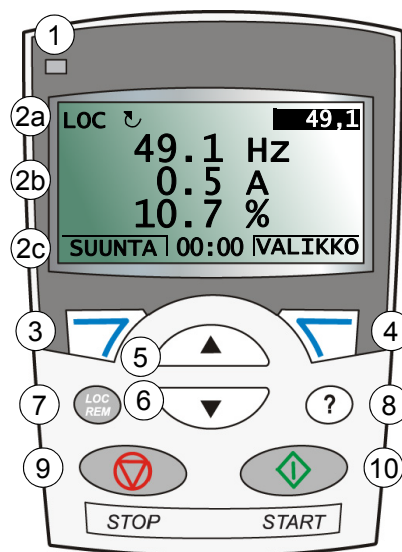 1
2a LOC ↻ 49,1
49.1 Hz
2b 0.5 A
10.7 %
2c SUUNTA 00:00 VALIKKO
3 4
5
7 LOC REM 6 ? 8
9 10
STOP START